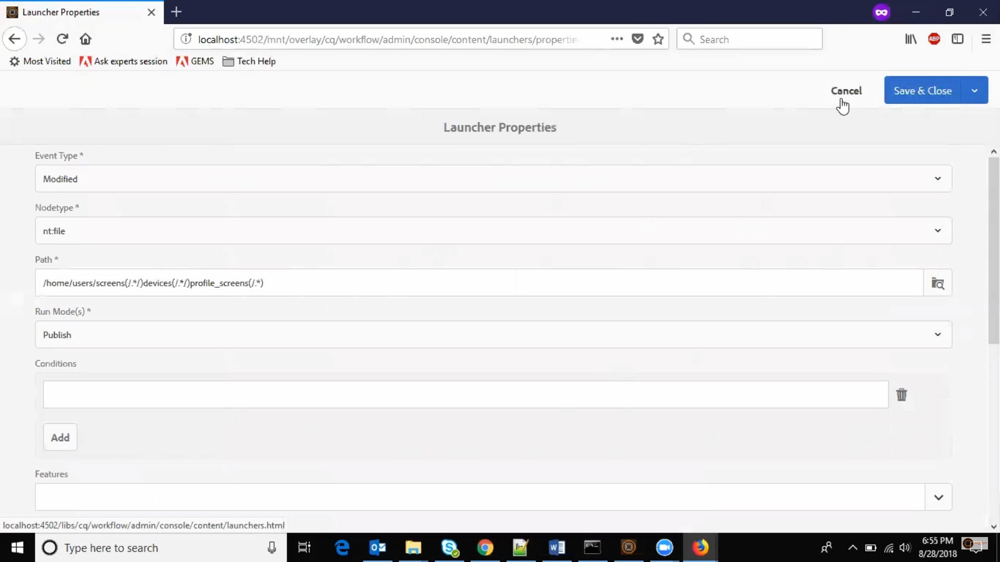 Launcher Properties
localhost:4502/mnt/overlay/cq/workflow/admin/console/content/launchers/propertie
Search
ABP
Most Visited
Ask experts session
GEMS
Tech Help
Cancel
Save & Close
Launcher Properties
Event Type *
Modified
Nodetype *
nt:file
Path *
/home/users/screens(/.*/)devices(/.*/)profile_screens(/.*)
Run Mode(s) *
Publish
Conditions
Add
Features
localhost:4502/libs/cq/workflow/admin/console/content/launchers.html
Type here to search
6:55 PM
8/28/2018